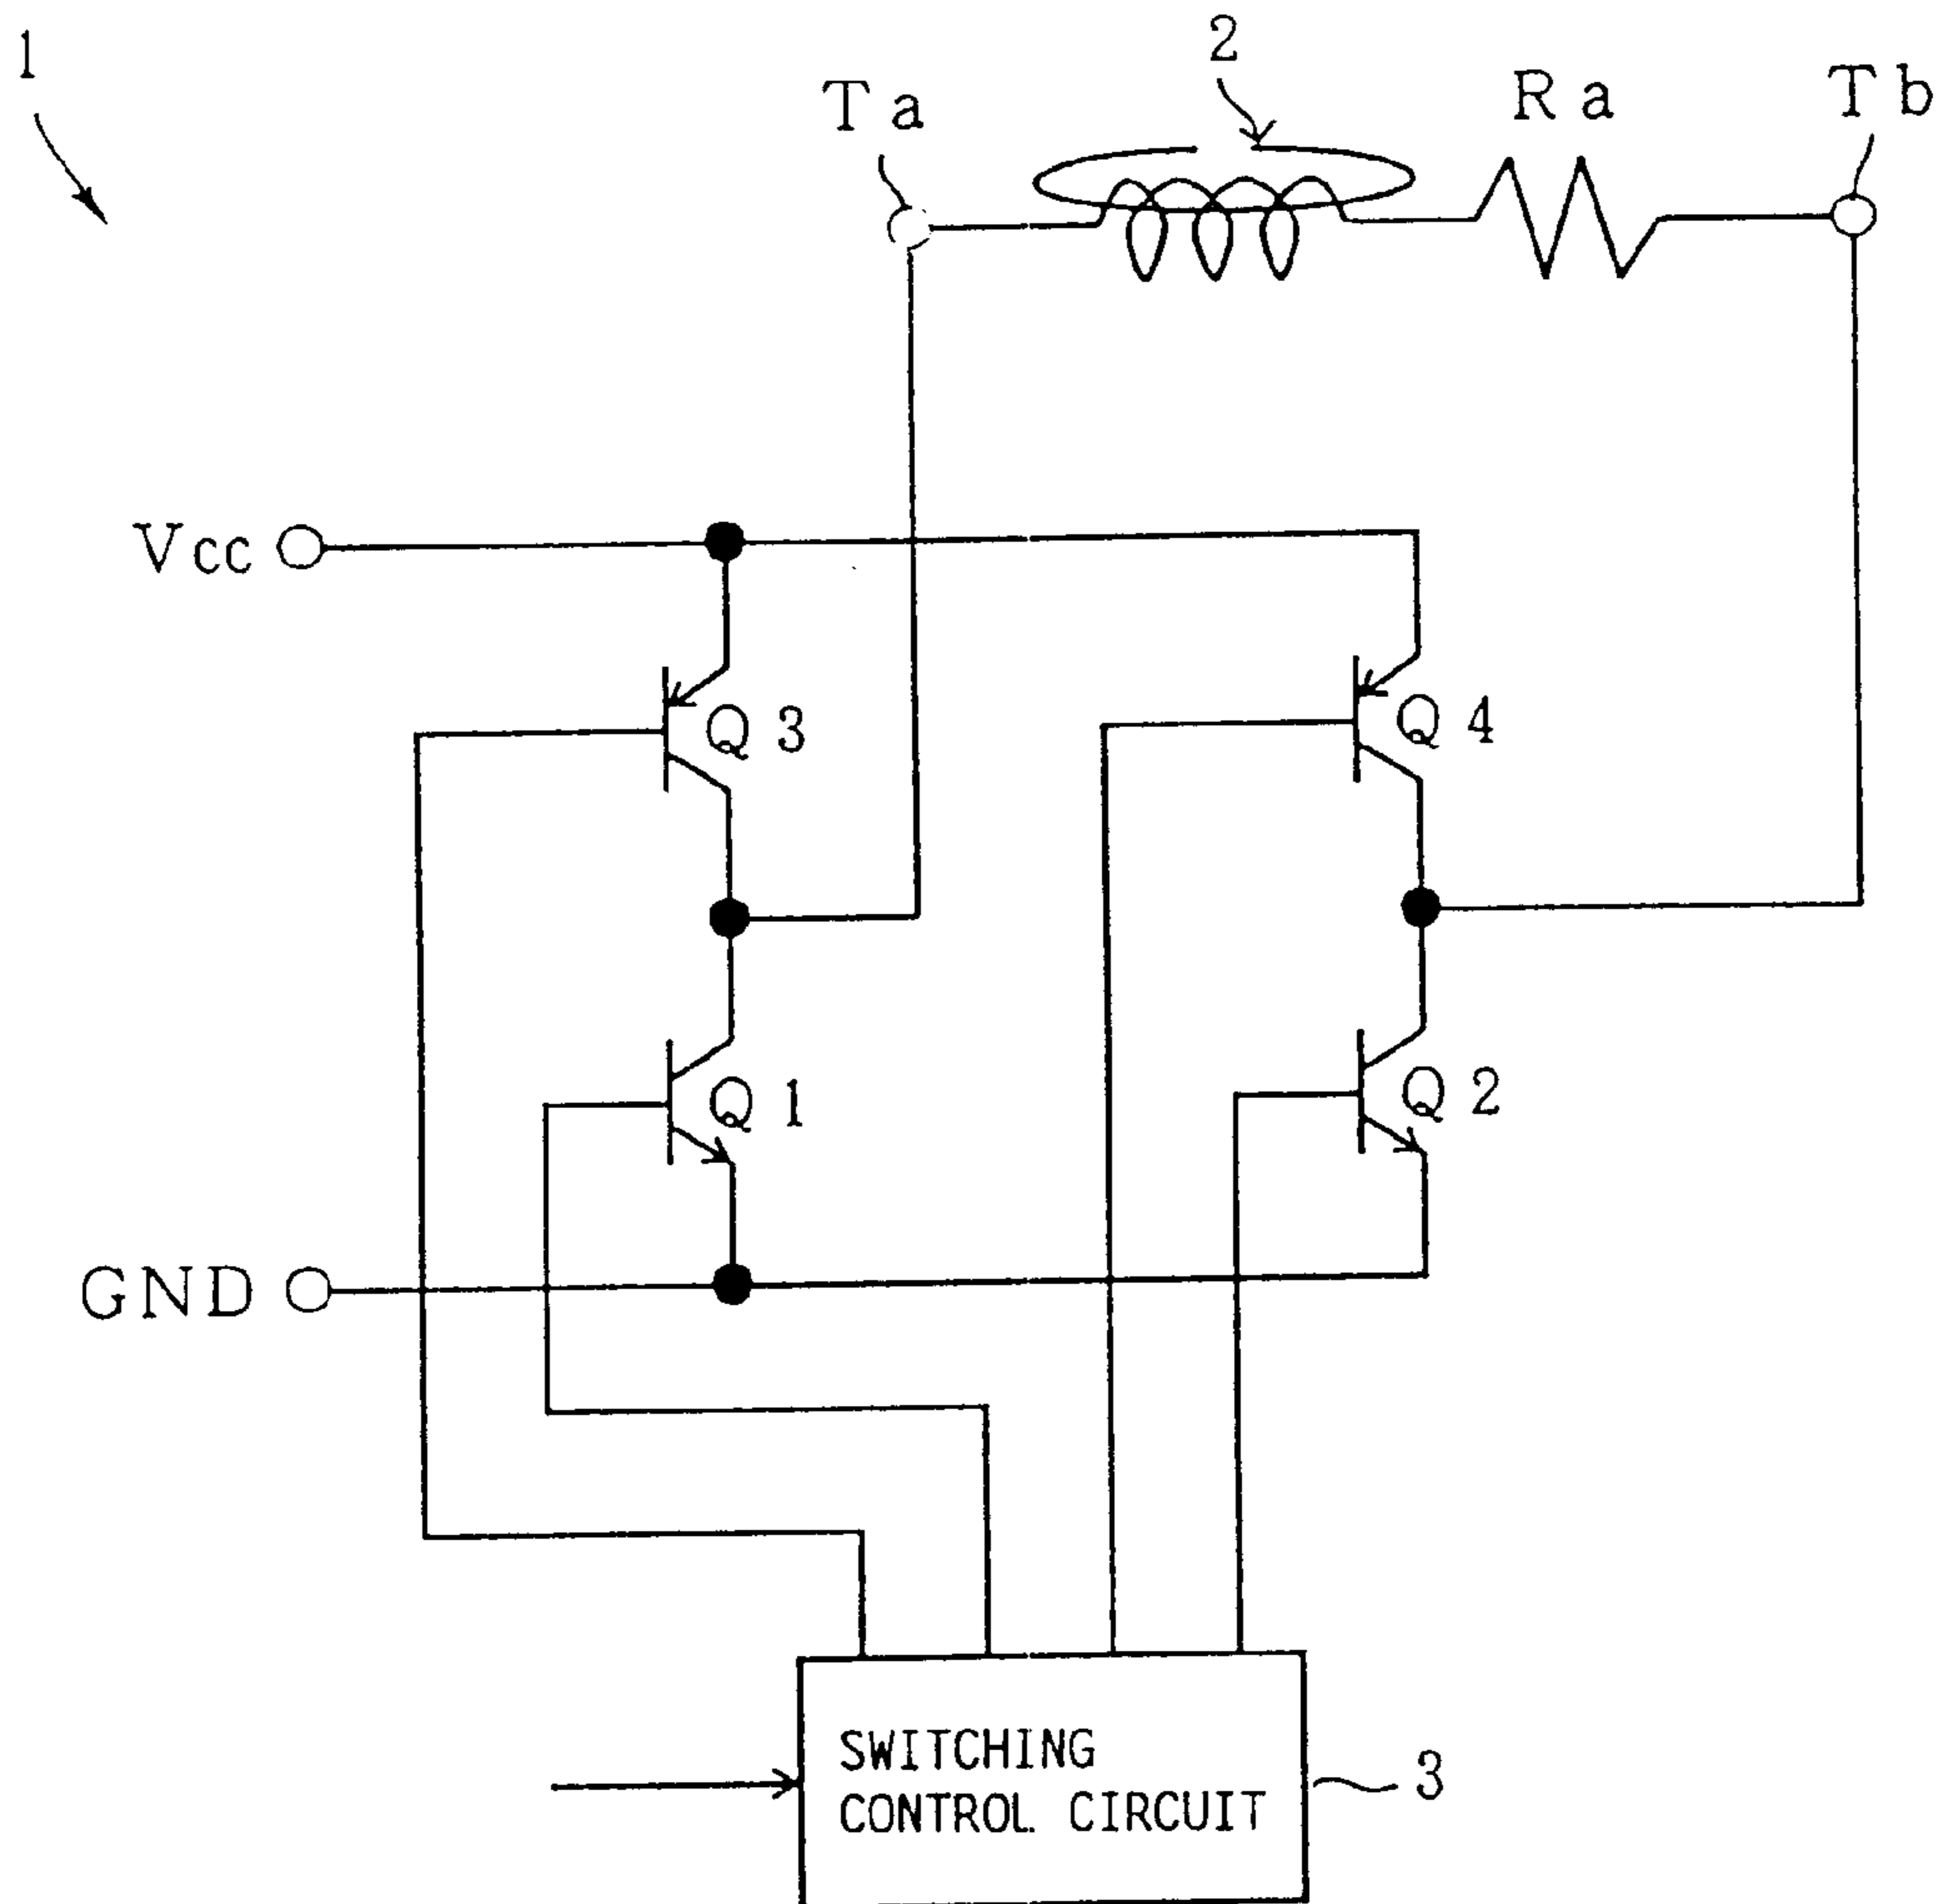 1
2
Ta
Ra
Tb
Vcc
Q3
Q4
Q1
Q2
GND
SWITCHING
CONTROL CIRCUIT
3